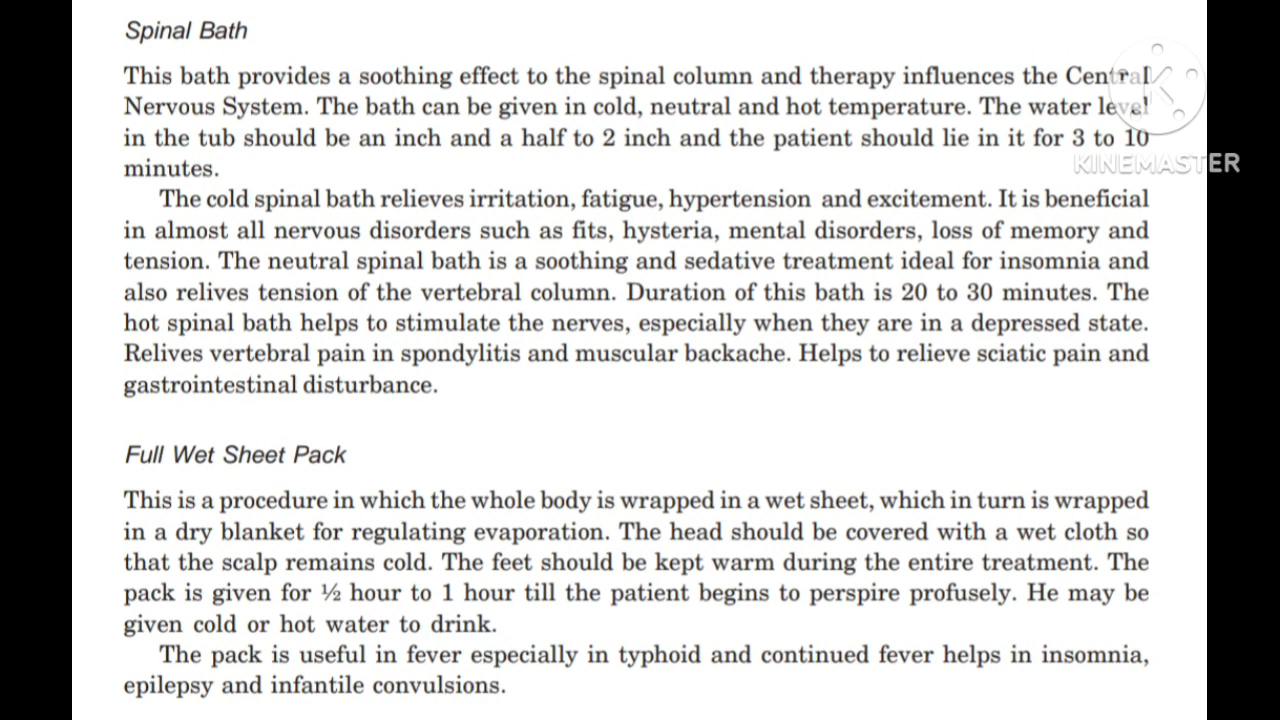 Spinal Bath
This bath provides a soothing effect to the spinal column and therapy influences the Central
Nervous System. The bath can be given in cold, neutral and hot temperature. The water level
in the tub should be an inch and a half to 2 inch and the patient should lie in it for 3 to 10
minutes.
KINEMASTER
The cold spinal bath relieves irritation, fatigue, hypertension and excitement. It is beneficial
in almost all nervous disorders such as fits, hysteria, mental disorders, loss of memory and
tension. The neutral spinal bath is a soothing and sedative treatment ideal for insomnia and
also relives tension of the vertebral column. Duration of this bath is 20 to 30 minutes. The
hot spinal bath helps to stimulate the nerves, especially when they are in a depressed state.
Relives vertebral pain in spondylitis and muscular backache. Helps to relieve sciatic pain and
gastrointestinal disturbance.
Full Wet Sheet Pack
This is a procedure in which the whole body is wrapped in a wet sheet, which in turn is wrapped
in a dry blanket for regulating evaporation. The head should be covered with a wet cloth so
that the scalp remains cold. The feet should be kept warm during the entire treatment. The
pack is given for ½ hour to 1 hour till the patient begins to perspire profusely. He may be
given cold or hot water to drink.
The pack is useful in fever especially in typhoid and continued fever helps in insomnia,
epilepsy and infantile convulsions.